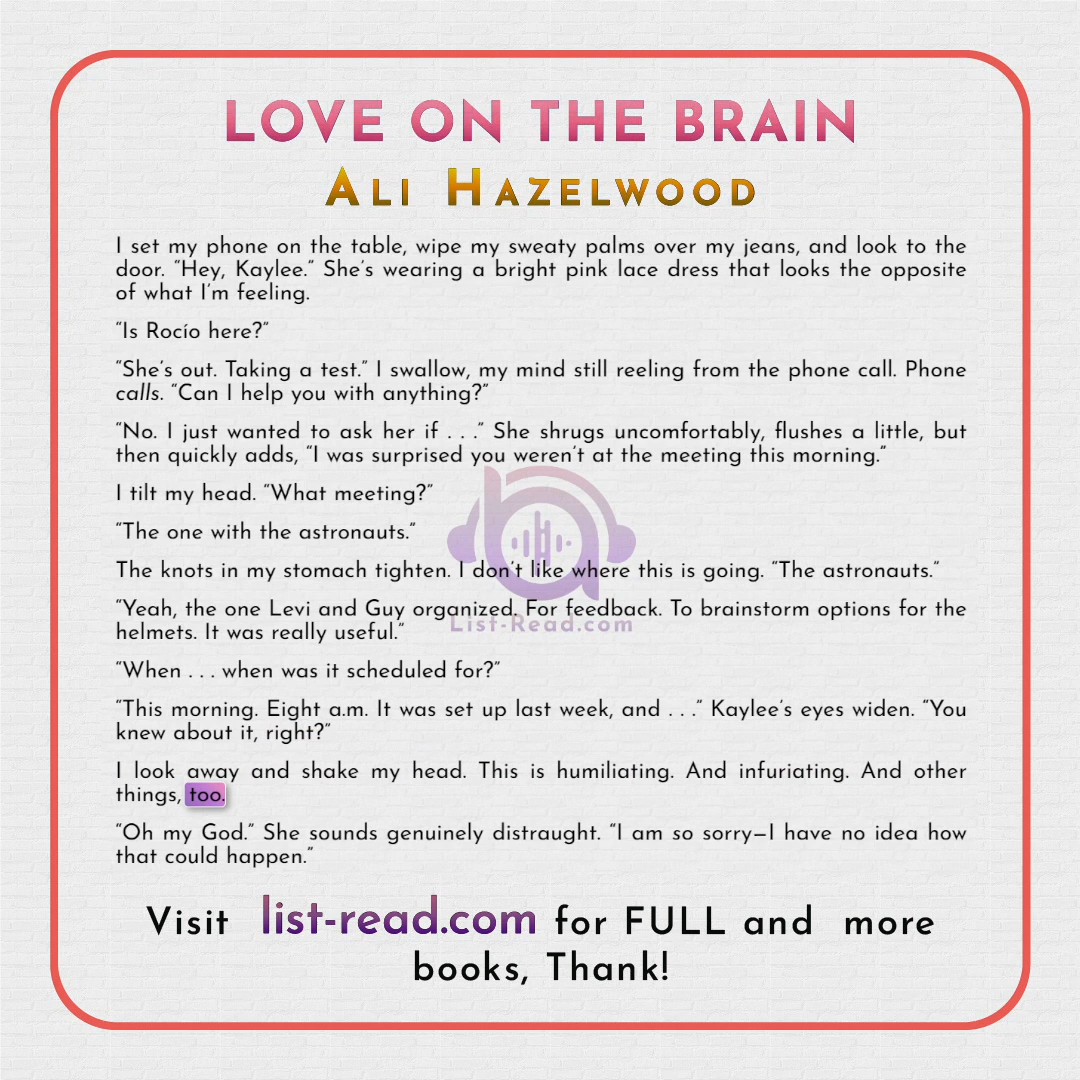 LOVE ON THE BRAIN
ALI HAZELWOOD
I set my phone on the table, wipe my sweaty palms over my jeans, and look to the
door. “Hey, Kaylee.” She’s wearing a bright pink lace dress that looks the opposite
of what I’m feeling.
“Is Rocío here?”
“She’s out. Taking a test.” I swallow, my mind still reeling from the phone call. Phone
calls. “Can I help you with anything?”
“No. I just wanted to ask her if . . .” She shrugs uncomfortably, flushes a little, but
then quickly adds, “I was surprised you weren’t at the meeting this morning.”
I tilt my head. “What meeting?”
“The one with the astronauts.”
The knots in my stomach tighten. I don’t like where this is going. “The astronauts.”
“Yeah, the one Levi and Guy organized. For feedback. To brainstorm options for the
helmets. It was really useful.”
List-Read.com
“When . . . when was it scheduled for?”
“This morning. Eight a.m. It was set up last week, and . . .” Kaylee’s eyes widen. “You
knew about it, right?”
I look away and shake my head. This is humiliating. And infuriating. And other
things, too.
“Oh my God.” She sounds genuinely distraught. “I am so sorry—I have no idea how
that could happen.”
Visit list-read.com for FULL and more
books, Thank!